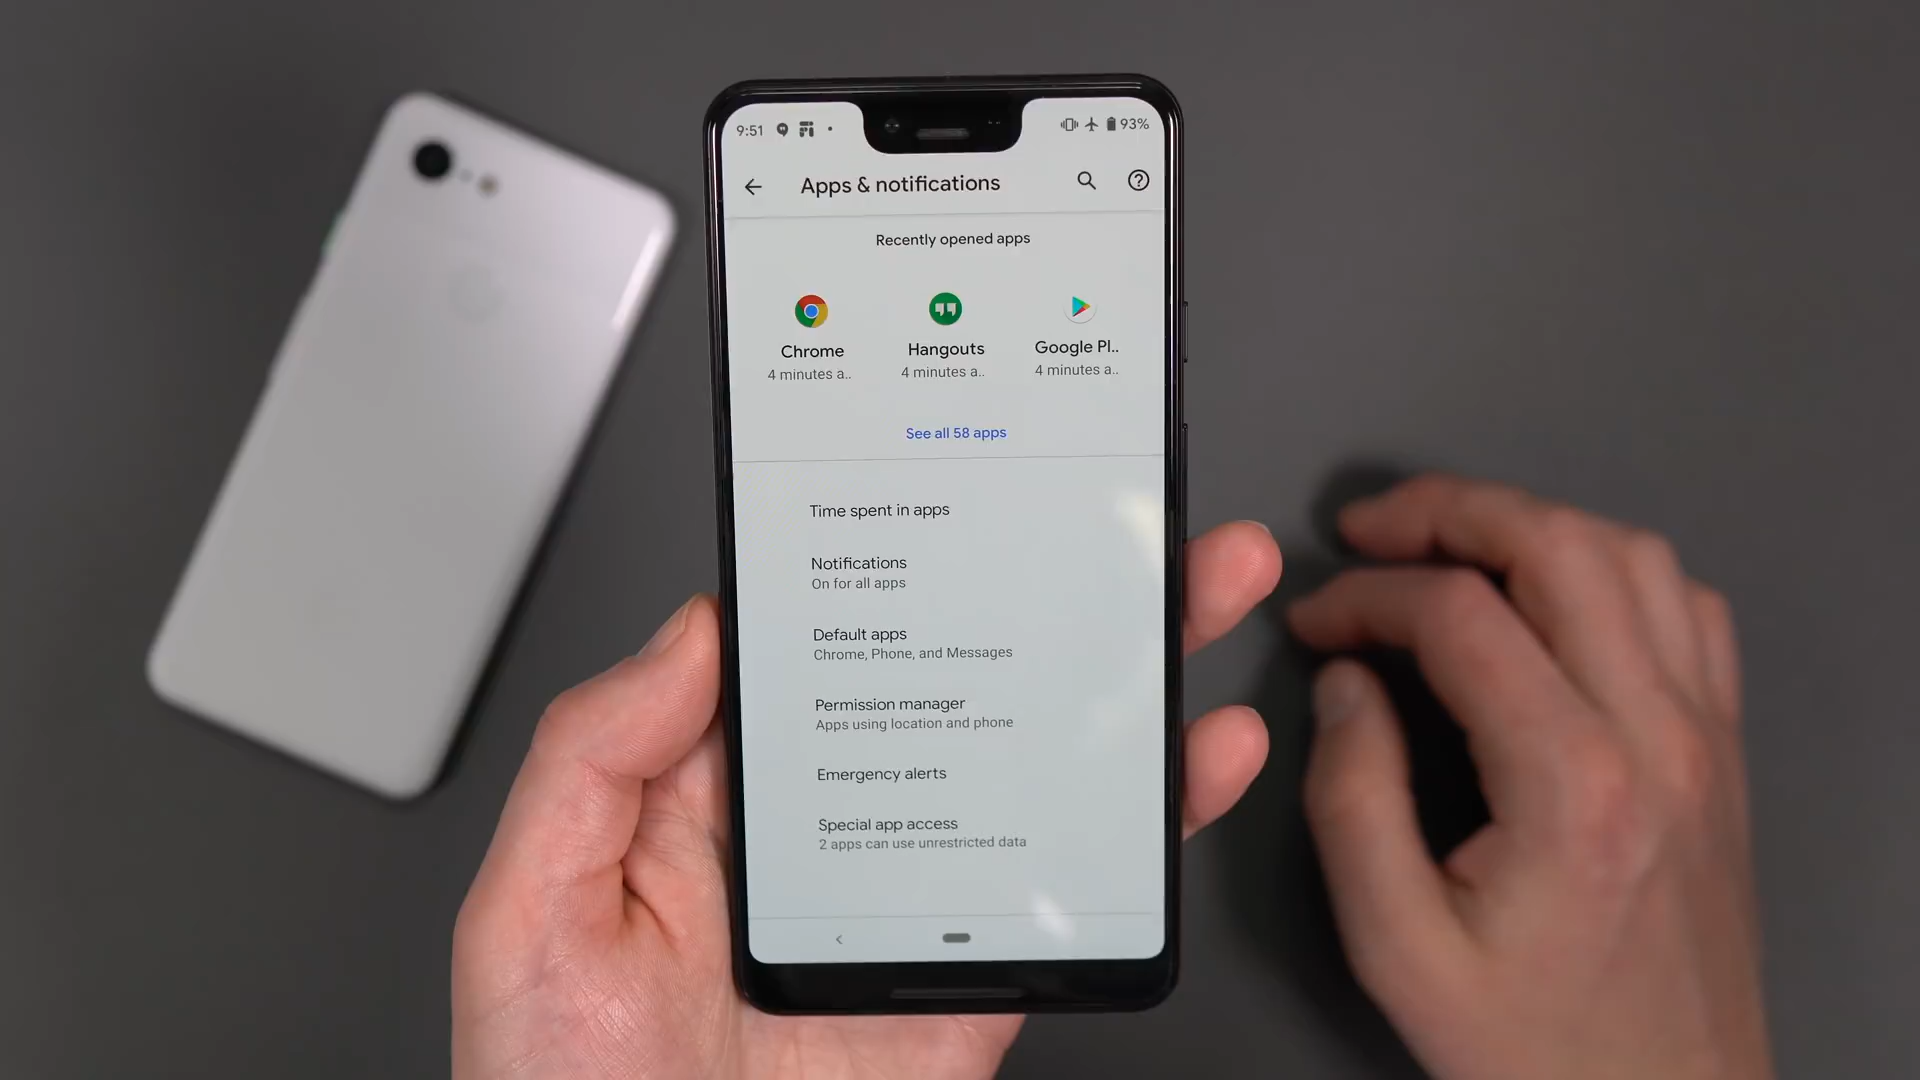 9:51 93%
Apps & notifications
Recently opened apps
Chrome Hangouts Google Pl..
4 minutes a.. 4 minutes a.. 4 minutes a..
See all 58 apps
Time spent in apps
Notifications
On for all apps
Default apps
Chrome, Phone, and Messages
Permission manager
Apps using location and phone
Emergency alerts
Special app access
2 apps can use unrestricted data